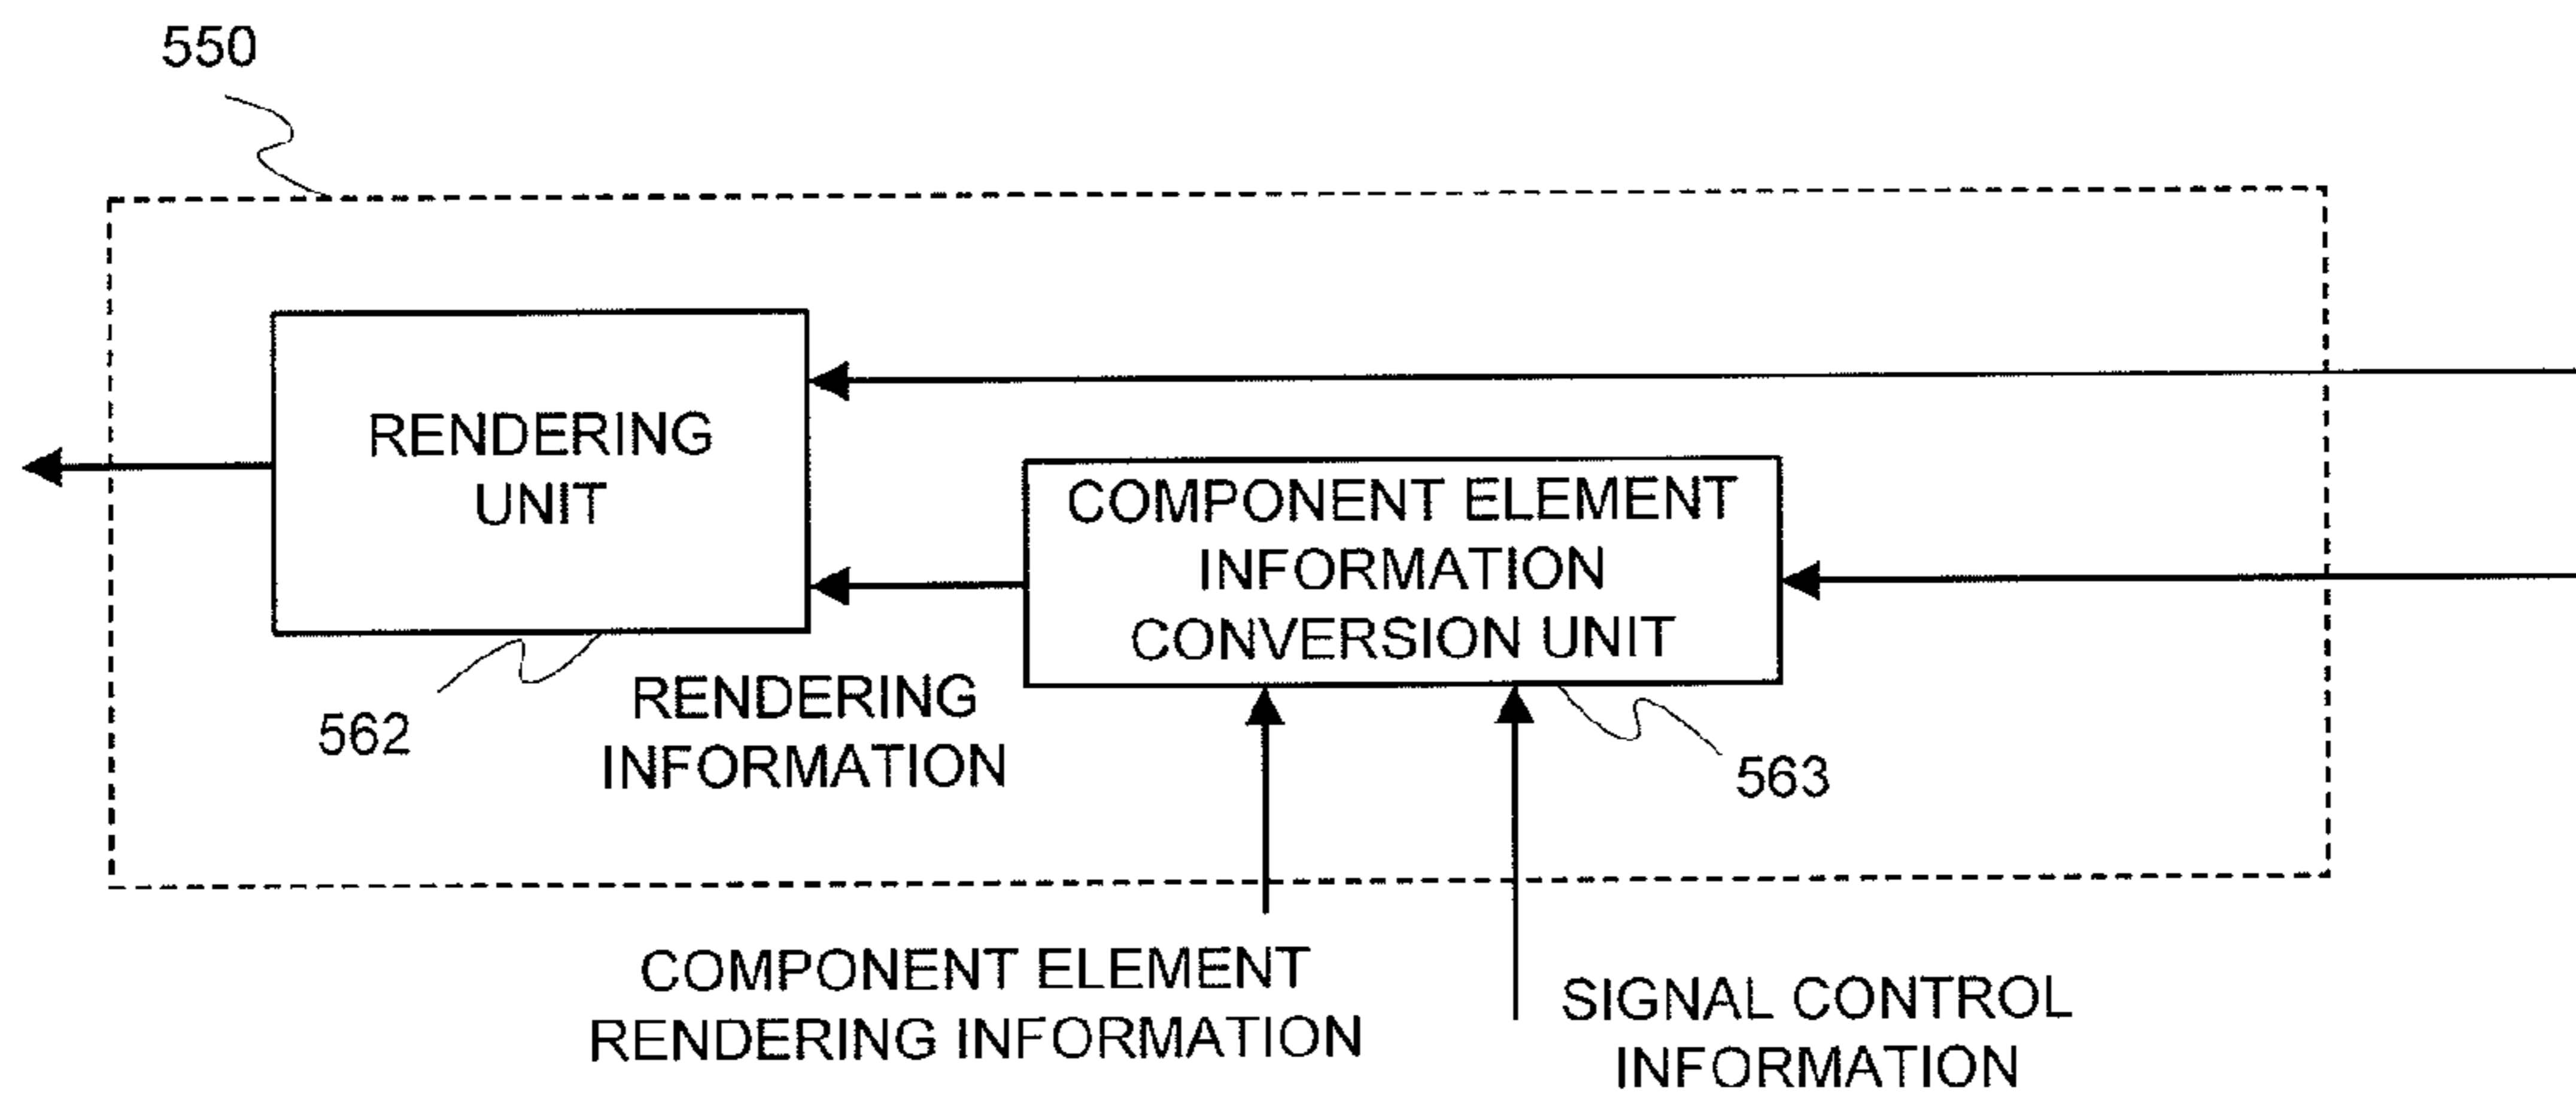 550
RENDERING
UNIT
COMPONENT ELEMENT
INFORMATION
CONVERSION UNIT
562
RENDERING
INFORMATION
563
COMPONENT ELEMENT
RENDERING INFORMATION
SIGNAL CONTROL
INFORMATION